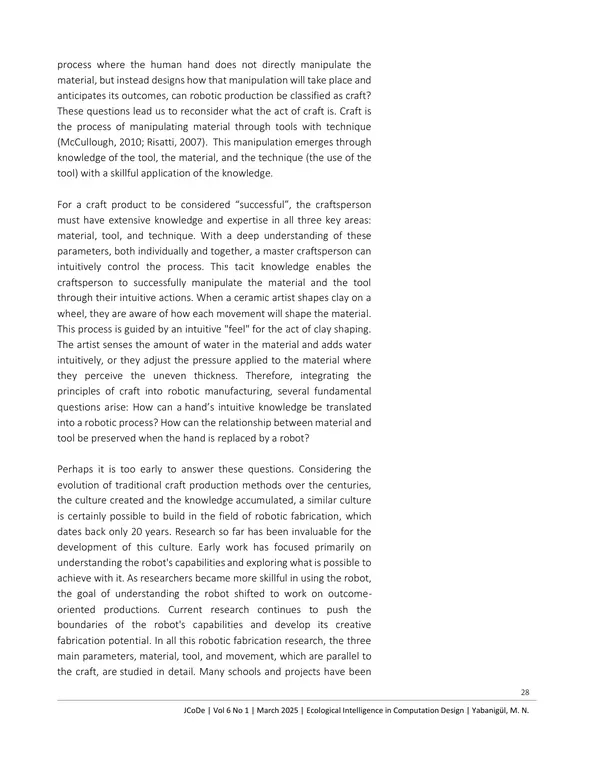 process where the human hand does not directly manipulate the
material, but instead designs how that manipulation will take place and
anticipates its outcomes, can robotic production be classified as craft?
These questions lead us to reconsider what the act of craft is. Craft is
the process of manipulating material through tools with technique
(McCullough, 2010; Risatti, 2007). This manipulation emerges through
knowledge of the tool, the material, and the technique (the use of the
tool) with a skillful application of the knowledge.
For a craft product to be considered “successful”, the craftsperson
must have extensive knowledge and expertise in all three key areas:
material, tool, and technique. With a deep understanding of these
parameters, both individually and together, a master craftsperson can
intuitively control the process. This tacit knowledge enables the
craftsperson to successfully manipulate the material and the tool
through their intuitive actions. When a ceramic artist shapes clay on a
wheel, they are aware of how each movement will shape the material.
This process is guided by an intuitive "feel" for the act of clay shaping.
The artist senses the amount of water in the material and adds water
intuitively, or they adjust the pressure applied to the material where
they perceive the uneven thickness. Therefore, integrating the
principles of craft into robotic manufacturing, several fundamental
questions arise: How can a hand’s intuitive knowledge be translated
into a robotic process? How can the relationship between material and
tool be preserved when the hand is replaced by a robot?
Perhaps it is too early to answer these questions. Considering the
evolution of traditional craft production methods over the centuries,
the culture created and the knowledge accumulated, a similar culture
is certainly possible to build in the field of robotic fabrication, which
dates back only 20 years. Research so far has been invaluable for the
development of this culture. Early work has focused primarily on
understanding the robot's capabilities and exploring what is possible to
achieve with it. As researchers became more skillful in using the robot,
the goal of understanding the robot shifted to work on outcome-
oriented productions. Current research continues to push the
boundaries of the robot's capabilities and develop its creative
fabrication potential. In all this robotic fabrication research, the three
main parameters, material, tool, and movement, which are parallel to
the craft, are studied in detail. Many schools and projects have been
28
JCoDe | Vol 6 No 1 | March 2025 | Ecological Intelligence in Computation Design | Yabanigül, M. N.